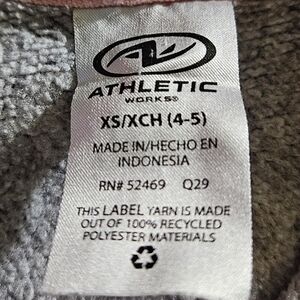 ATHLETIC
WORKS®
XS/XCH (4-5)
MADE IN/HECHO EN
INDONESIA
RN# 52469 Q29
THIS LABEL YARN IS MADE
OUT OF 100% RECYCLED
POLYESTER MATERIALS